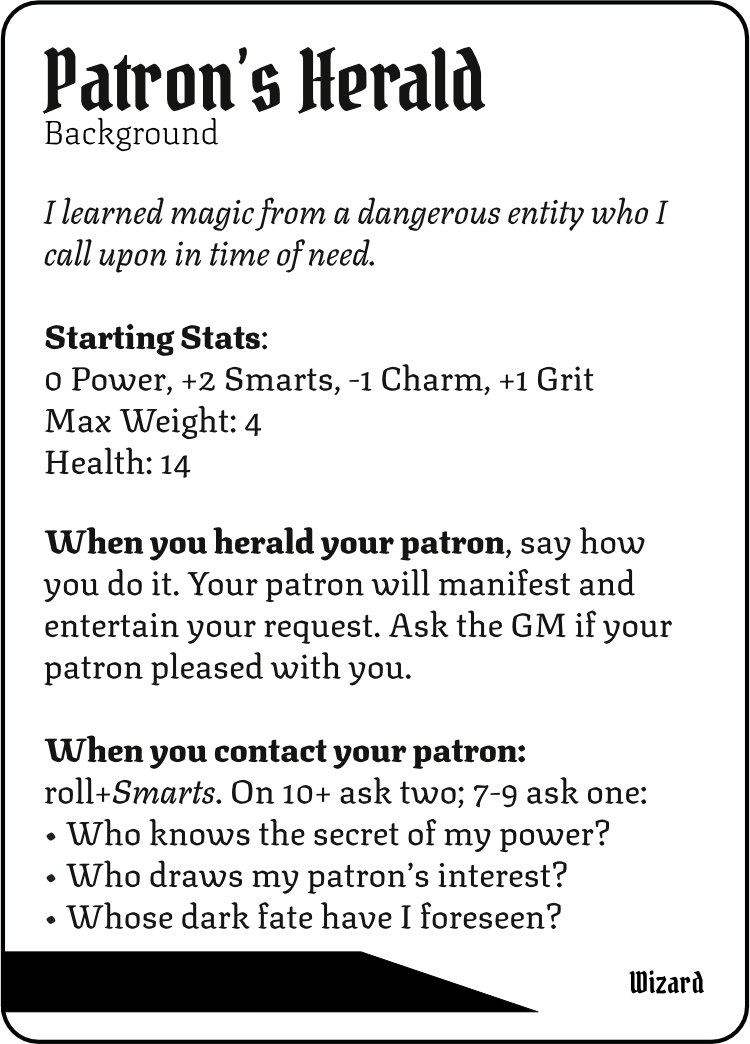 Patron's Herald
Background
I learned magic from a dangerous entity who I
call upon in time of need.
Starting Stats:
0 Power, +2 Smarts, -1 Charm, +1 Grit
Max Weight: 4
Health: 14
When you herald your patron, say how
you do it. Your patron will manifest and
entertain your request. Ask the GM if your
patron pleased with you.
When you contact your patron:
roll+Smarts. On 10+ ask two; 7-9 ask one:
• Who knows the secret of my power?
• Who draws my patron's interest?
• Whose dark fate have I foreseen?
Wizard